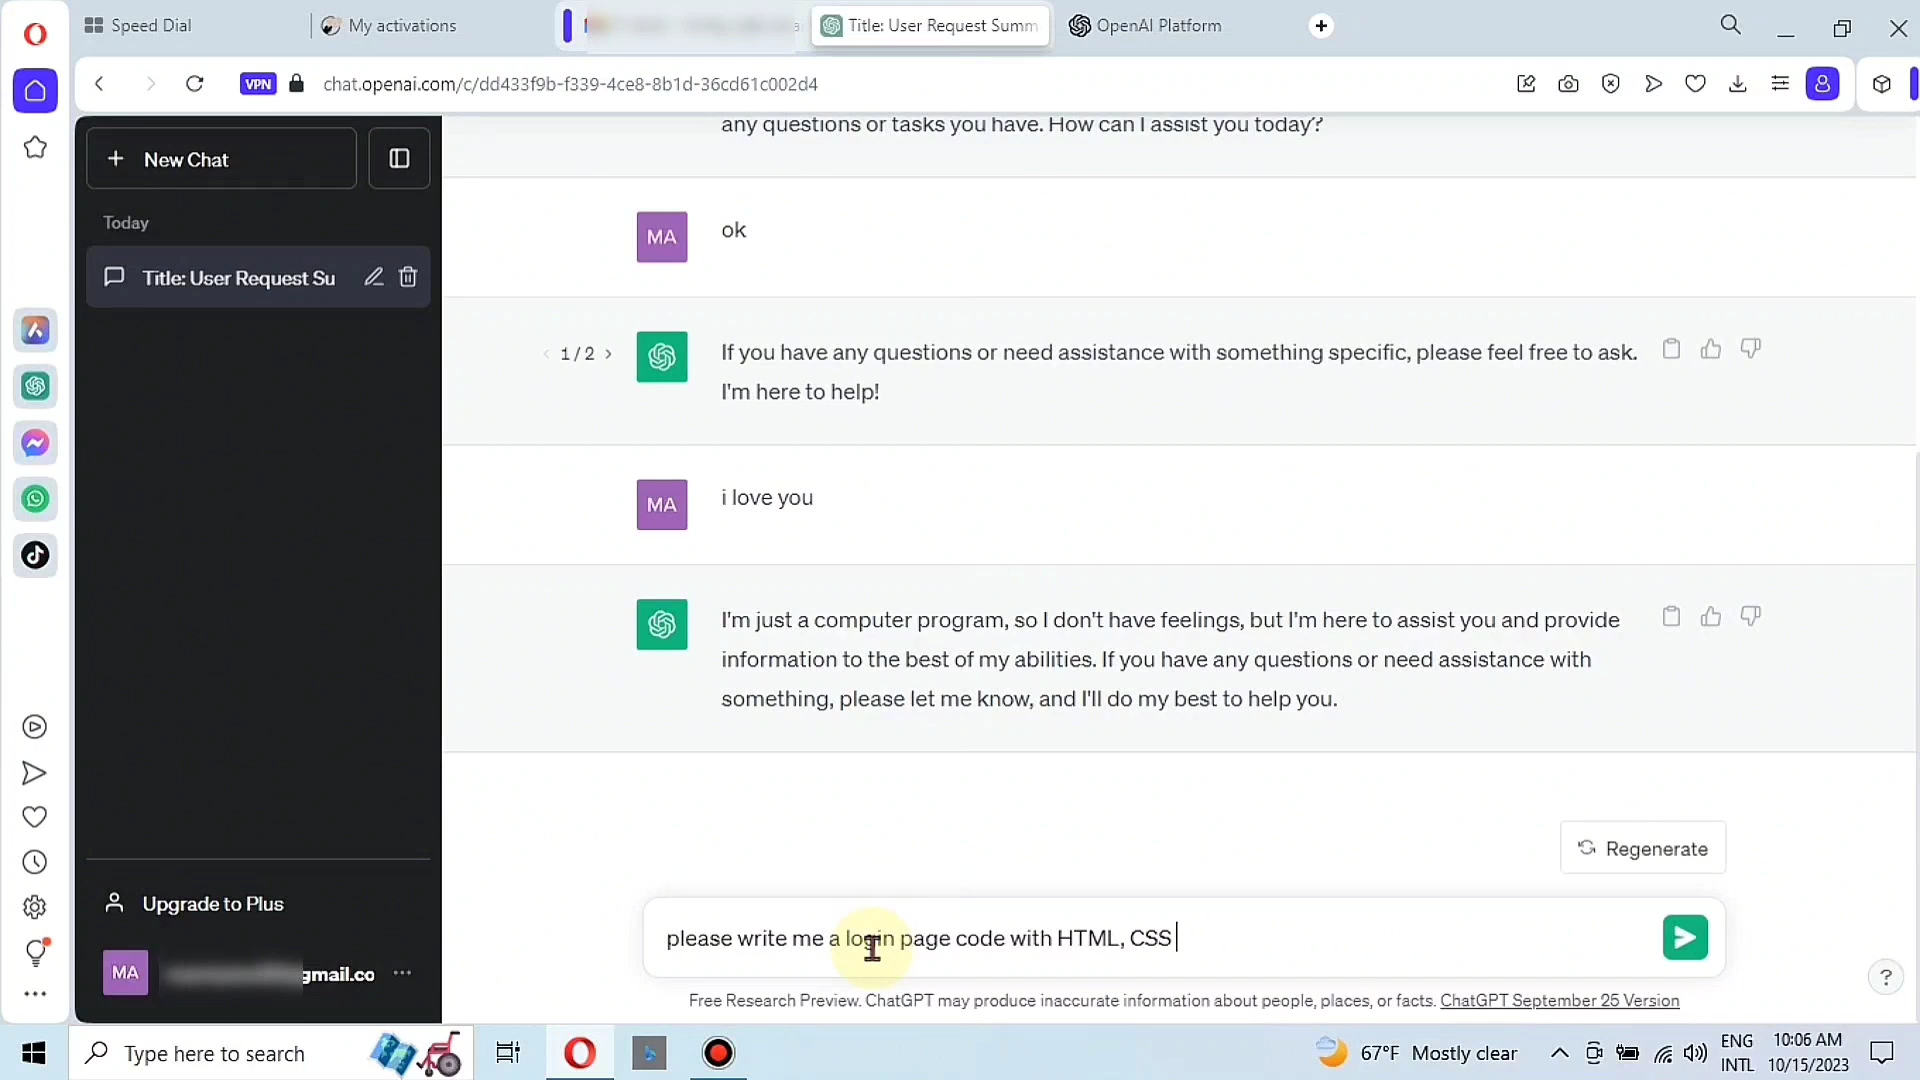 Speed Dial
My activations
Title: User Request Summ
OpenAI Platform
VPN
chat.openai.com/c/dd433f9b-f339-4ce8-8b1d-36cd61c002d4
New Chat
Today
Title: User Request Su
any questions or tasks you have. How can I assist you today?
MA
ok
1 / 2
If you have any questions or need assistance with something specific, please feel free to ask.
I'm here to help!
MA
i love you
I'm just a computer program, so I don't have feelings, but I'm here to assist you and provide
information to the best of my abilities. If you have any questions or need assistance with
something, please let me know, and I'll do my best to help you.
Regenerate
Upgrade to Plus
please write me a login page code with HTML, CSS
MA
gmail.co
Free Research Preview. ChatGPT may produce inaccurate information about people, places, or facts. ChatGPT September 25 Version
?
Type here to search
67°F Mostly clear
ENG
INTL
10:06 AM
10/15/2023